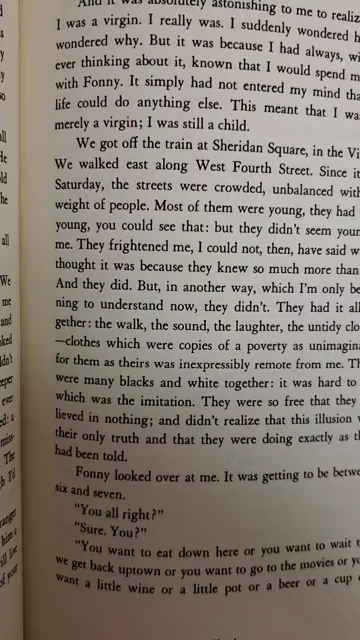 And it was absolutely astonishing to me to realiz
I was a virgin. I really was. I suddenly wondered h
wondered why. But it was because I had always, wi
ever thinking about it, known that I would spend m
with Fonny. It simply had not entered my mind tha
life could do anything else. This meant that I wa
merely a virgin; I was still a child.
We got off the train at Sheridan Square, in the Vi
We walked east along West Fourth Street. Since it
Saturday, the streets were crowded, unbalanced with
weight of people. Most of them were young, they had
young, you could see that: but they didn't seem youn
me. They frightened me, I could not, then, have said w
thought it was because they knew so much more than
And they did. But, in another way, which I'm only be
ning to understand now, they didn't. They had it all
gether: the walk, the sound, the laughter, the untidy clo
—clothes which were copies of a poverty as unimagina
for them as theirs was inexpressibly remote from me. Th
were many blacks and white together: it was hard to
which was the imitation. They were so free that they
lieved in nothing; and didn't realize that this illusion w
their only truth and that they were doing exactly as th
had been told.
Fonny looked over at me. It was getting to be betwe
six and seven.
"You all right?"
"Sure. You?"
"You want to eat down here or you want to wait t
we get back uptown or you want to go to the movies or yo
want a little wine or a little pot or a beer or a cup